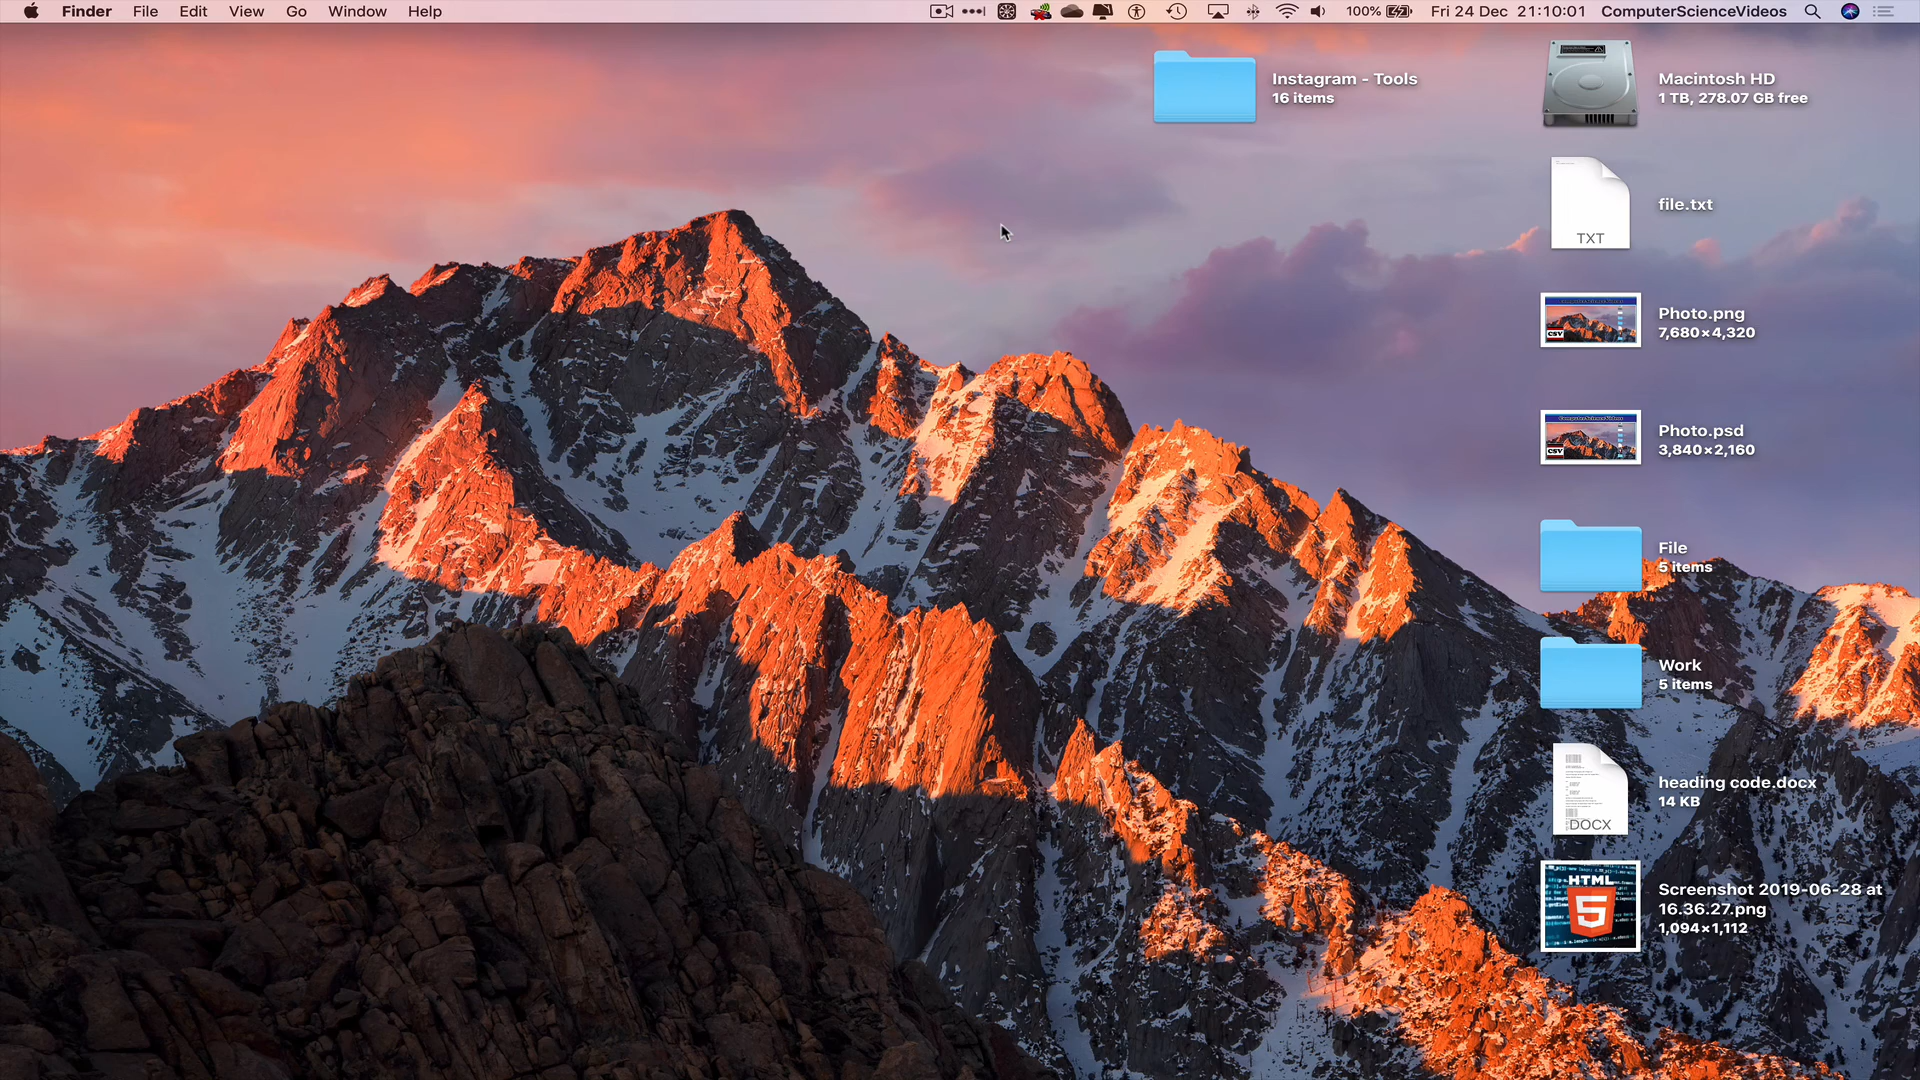 Finder File Edit View Go Window Help 100% Fri 24 Dec 21:10:01 ComputerScienceVideos
Instagram - Tools
16 items
Macintosh HD
1 TB, 278.07 GB free
TXT
file.txt
CSV
Photo.png
7,680×4,320
ComputerScienceVideos
CSV
Photo.psd
3,840×2,160
File
5 items
Work
5 items
DOCX
heading code.docx
14 KB
HTML
5
Screenshot 2019-06-28 at
16.36.27.png
1,094×1,112